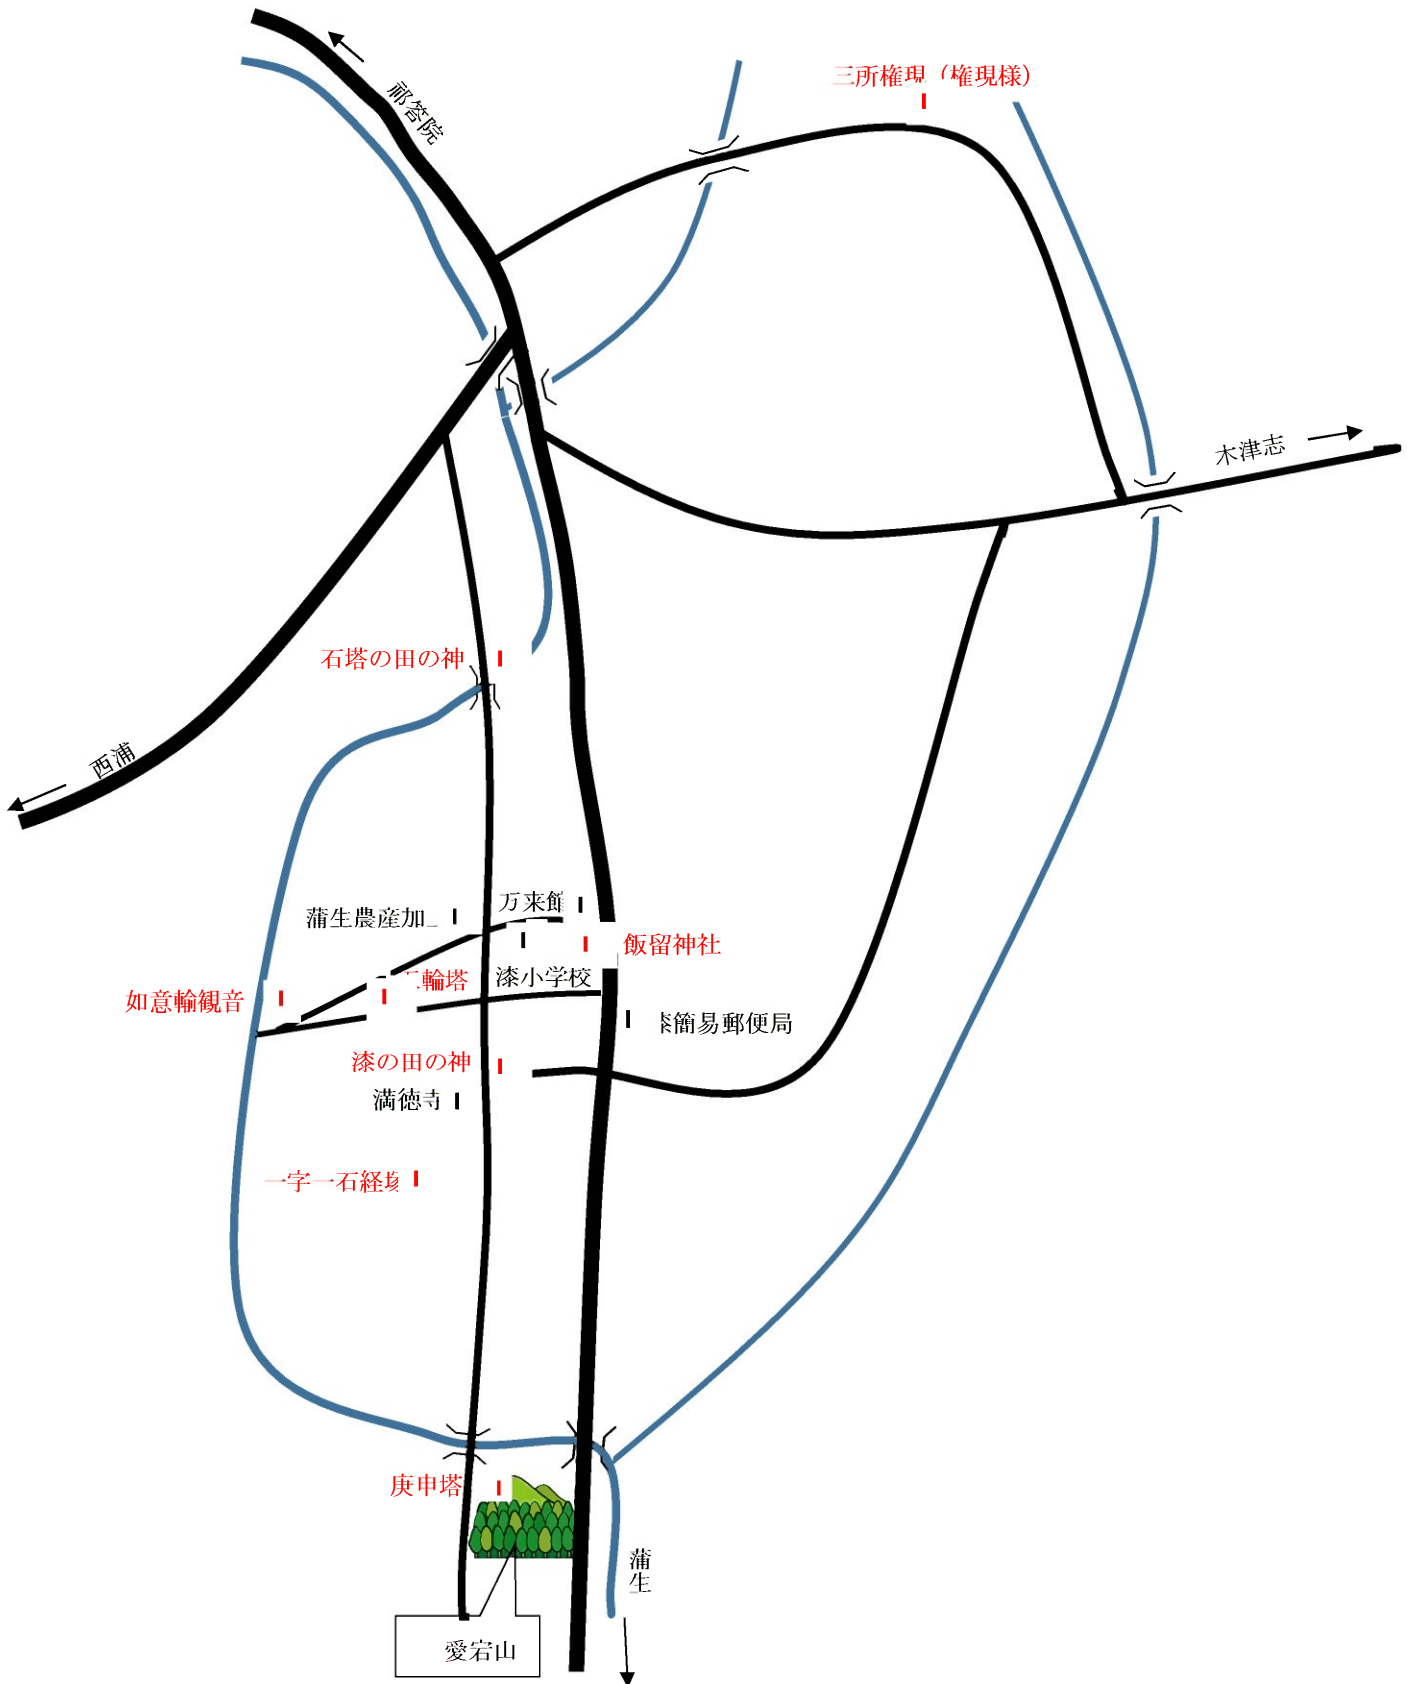 三所権現（権現様）
祁答院
木津志
石塔の田の神
西浦
万来館
蒲生農産加
飯留神社
漆小学校
輪塔
如意輪観音
簡易郵便局
漆の田の神
満徳寺
一字一石経塚
庚申塔
蒲生
愛宕山